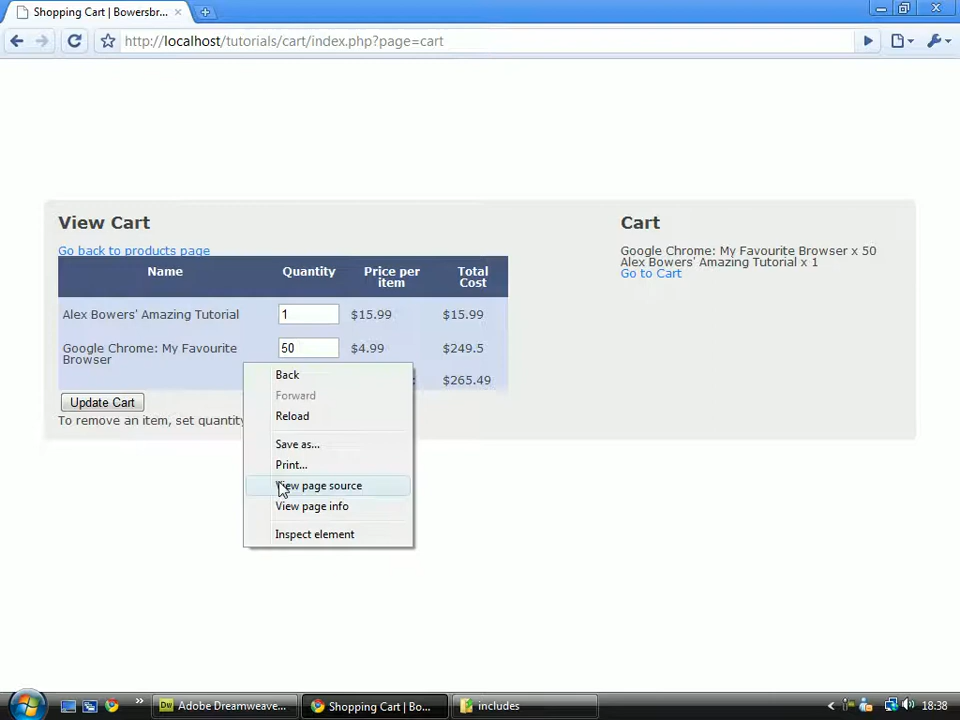 Shopping Cart | Bowersbr...
http://localhost/tutorials/cart/index.php?page=cart
View Cart
Go back to products page
Name Quantity Price per item Total Cost
Alex Bowers' Amazing Tutorial 1 $15.99 $15.99
Google Chrome: My Favourite Browser 50 $4.99 $249.5
$265.49
Update Cart
To remove an item, set quantity
Cart
Google Chrome: My Favourite Browser x 50
Alex Bowers' Amazing Tutorial x 1
Go to Cart
Back
Forward
Reload
Save as...
Print...
View page source
View page info
Inspect element
» Adobe Dreamweave... Shopping Cart | Bo... includes 18:38